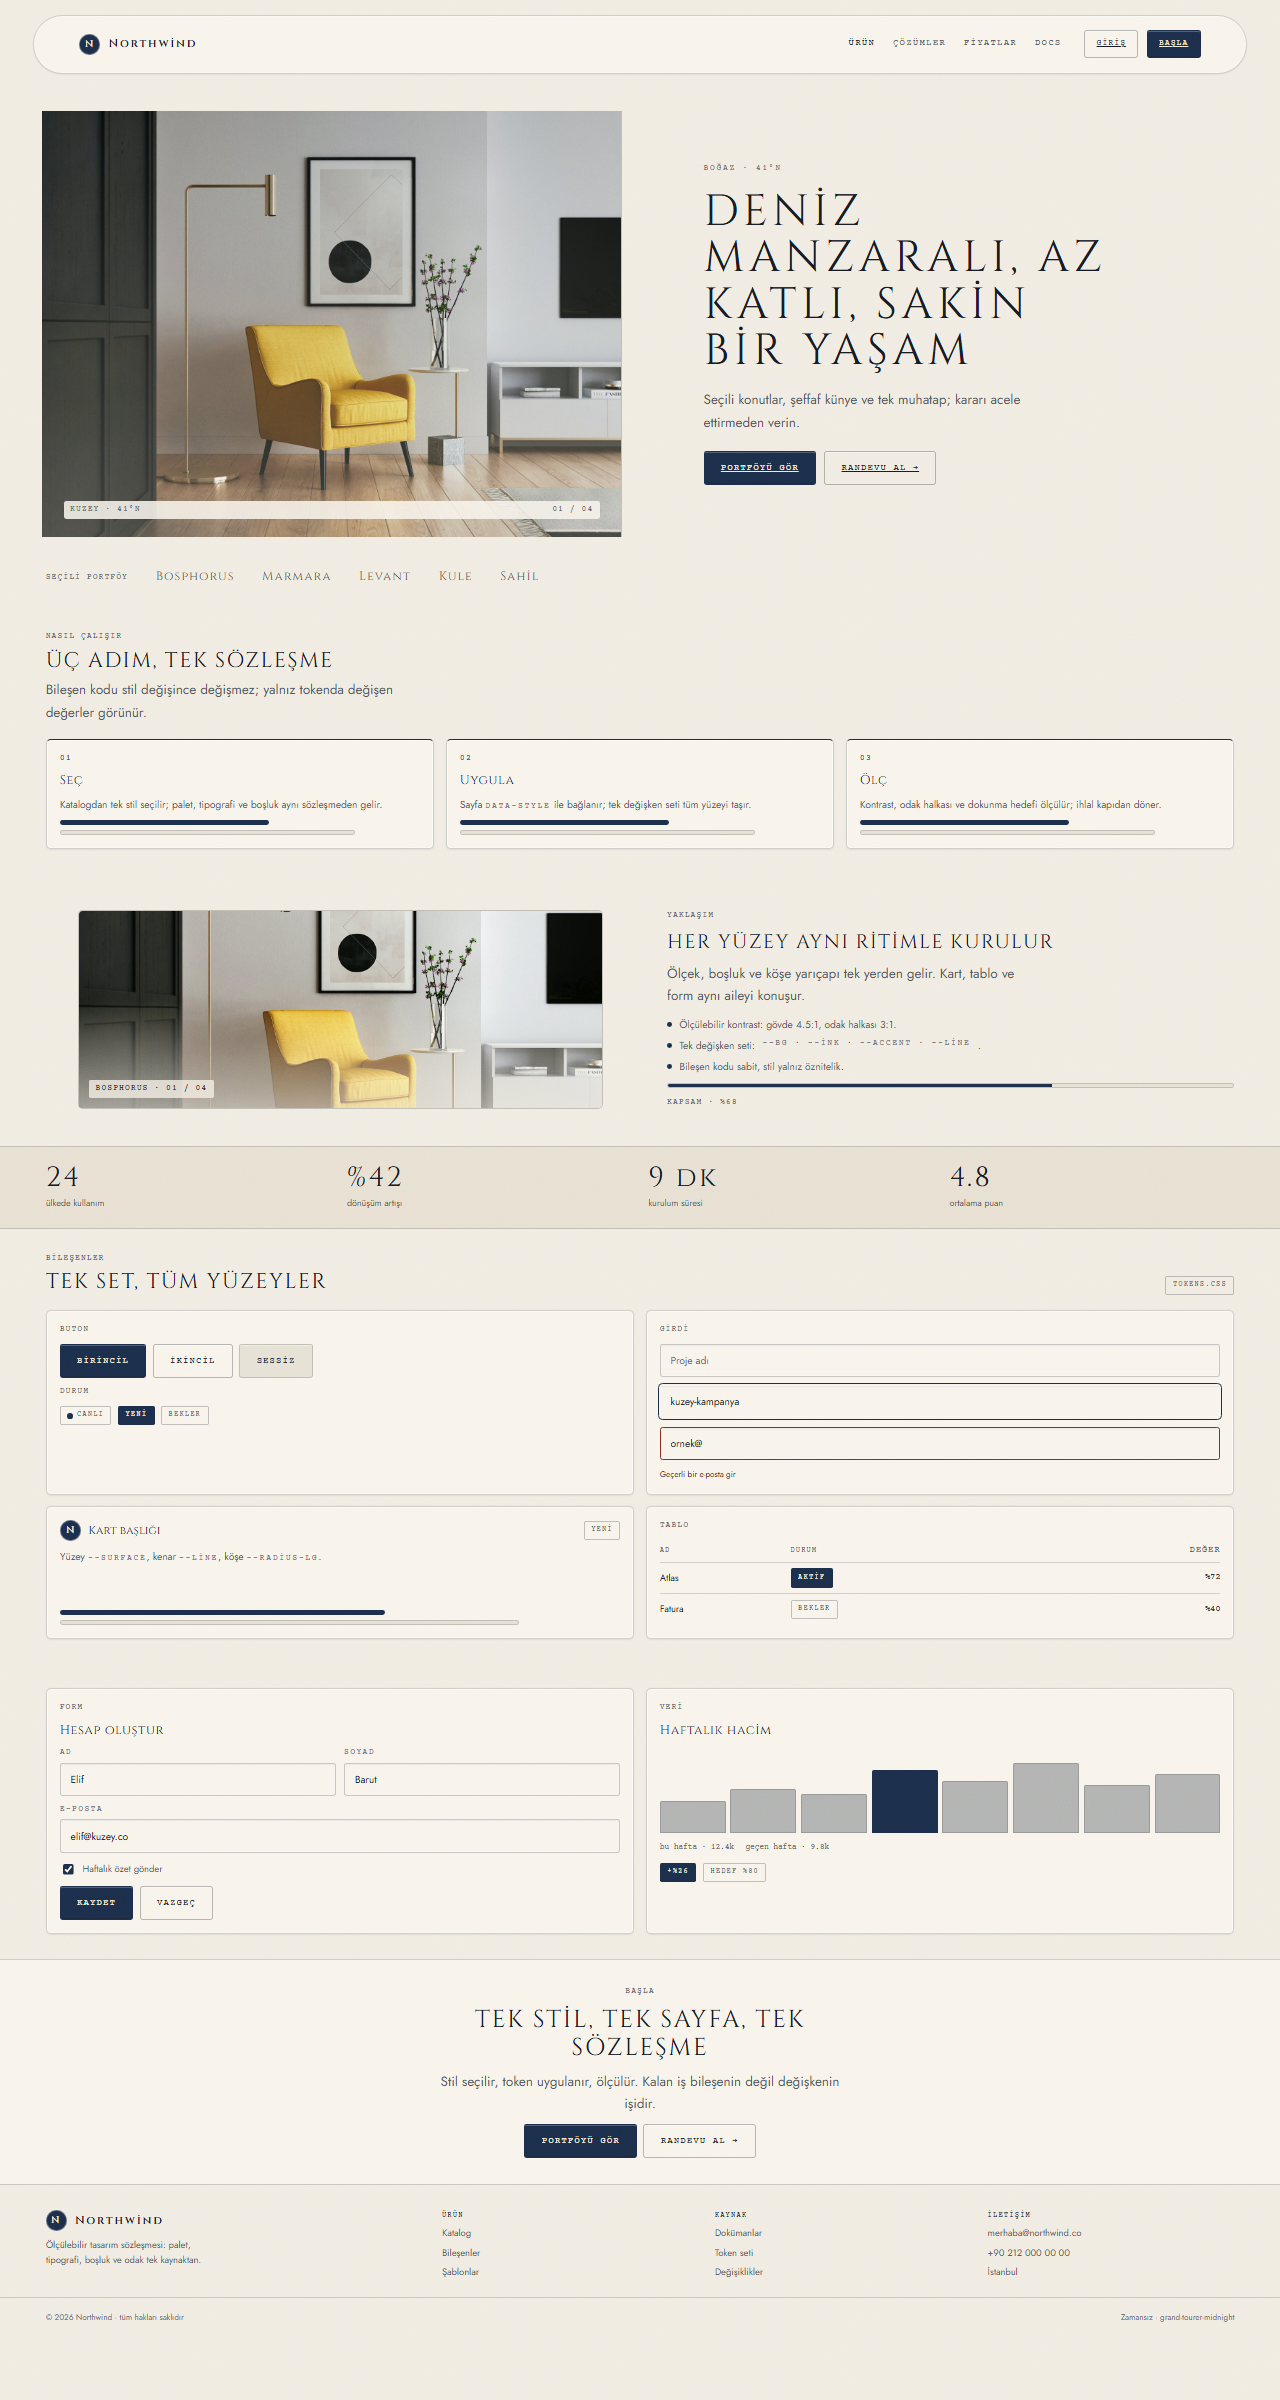 N NORTHWİND
ÜRÜN ÇÖZÜMLER FİYATLAR DOCS GİRİŞ BAŞLA
BOĞAZ · 41°N
DENİZ
MANZARALI, AZ
KATLI, SAKİN
BİR YAŞAM
Seçili konutlar, şeffaf künye ve tek muhatap; kararı acele
ettirmeden verin.
PORTFÖYÜ GÖR RANDEVU AL →
KUZEY · 41°N 01 / 04
SEÇİLİ PORTFÖY BOSPHORUS MARMARA LEVANT KULE SAHİL
NASIL ÇALIŞIR
ÜÇ ADIM, TEK SÖZLEŞME
Bileşen kodu stil değişince değişmez; yalnız tokenda değişen
değerler görünür.
01
SEÇ
Katalogdan tek stil seçilir; palet, tipografi ve boşluk aynı sözleşmeden gelir.
02
UYGULA
Sayfa DATA-STYLE ile bağlanır; tek değişken seti tüm yüzeyi taşır.
03
ÖLÇ
Kontrast, odak halkası ve dokunma hedefi ölçülür; ihlal kapıdan döner.
BOSPHORUS · 01 / 04
YAKLAŞIM
HER YÜZEY AYNI RİTİMLE KURULUR
Ölçek, boşluk ve köşe yarıçapı tek yerden gelir. Kart, tablo ve
form aynı aileyi konuşur.
Ölçülebilir kontrast: gövde 4.5:1, odak halkası 3:1.
Tek değişken seti: --BG · --İNK · --ACCENT · --LİNE .
Bileşen kodu sabit, stil yalnız öznitelik.
KAPSAM · %68
24 %42 9 DK 4.8
ülkede kullanım dönüşüm artışı kurulum süresi ortalama puan
BİLEŞENLER
TEK SET, TÜM YÜZEYLER
TOKENS.CSS
BUTON
BİRİNCİL İKİNCİL SESSİZ
DURUM
CANLI YENİ BEKLER
GİRDİ
Proje adı
kuzey-kampanya
ornek@
Geçerli bir e-posta gir
N KART BAŞLIĞI YENİ
Yüzey --SURFACE, kenar --LİNE, köşe --RADİUS-LG.
TABLO
AD DURUM DEĞER
Atlas AKTİF %72
Fatura BEKLER %40
FORM
HESAP OLUŞTUR
AD SOYAD
Elif Barut
E-POSTA
elif@kuzey.co
Haftalık özet gönder
KAYDET VAZGEÇ
VERİ
HAFTALIK HACİM
bu hafta · 12.4k geçen hafta · 9.8k
+%26 HEDEF %80
BAŞLA
TEK STİL, TEK SAYFA, TEK
SÖZLEŞME
Stil seçilir, token uygulanır, ölçülür. Kalan iş bileşenin değil değişkenin
işidir.
PORTFÖYÜ GÖR RANDEVU AL →
N NORTHWİND
Ölçülebilir tasarım sözleşmesi: palet,
tipografi, boşluk ve odak tek kaynaktan.
ÜRÜN
Katalog
Bileşenler
Şablonlar
KAYNAK
Dokümanlar
Token seti
Değişiklikler
İLETİŞİM
merhaba@northwind.co
+90 212 000 00 00
İstanbul
© 2026 Northwind · tüm hakları saklıdır
Zamansız · grand-tourer-midnight